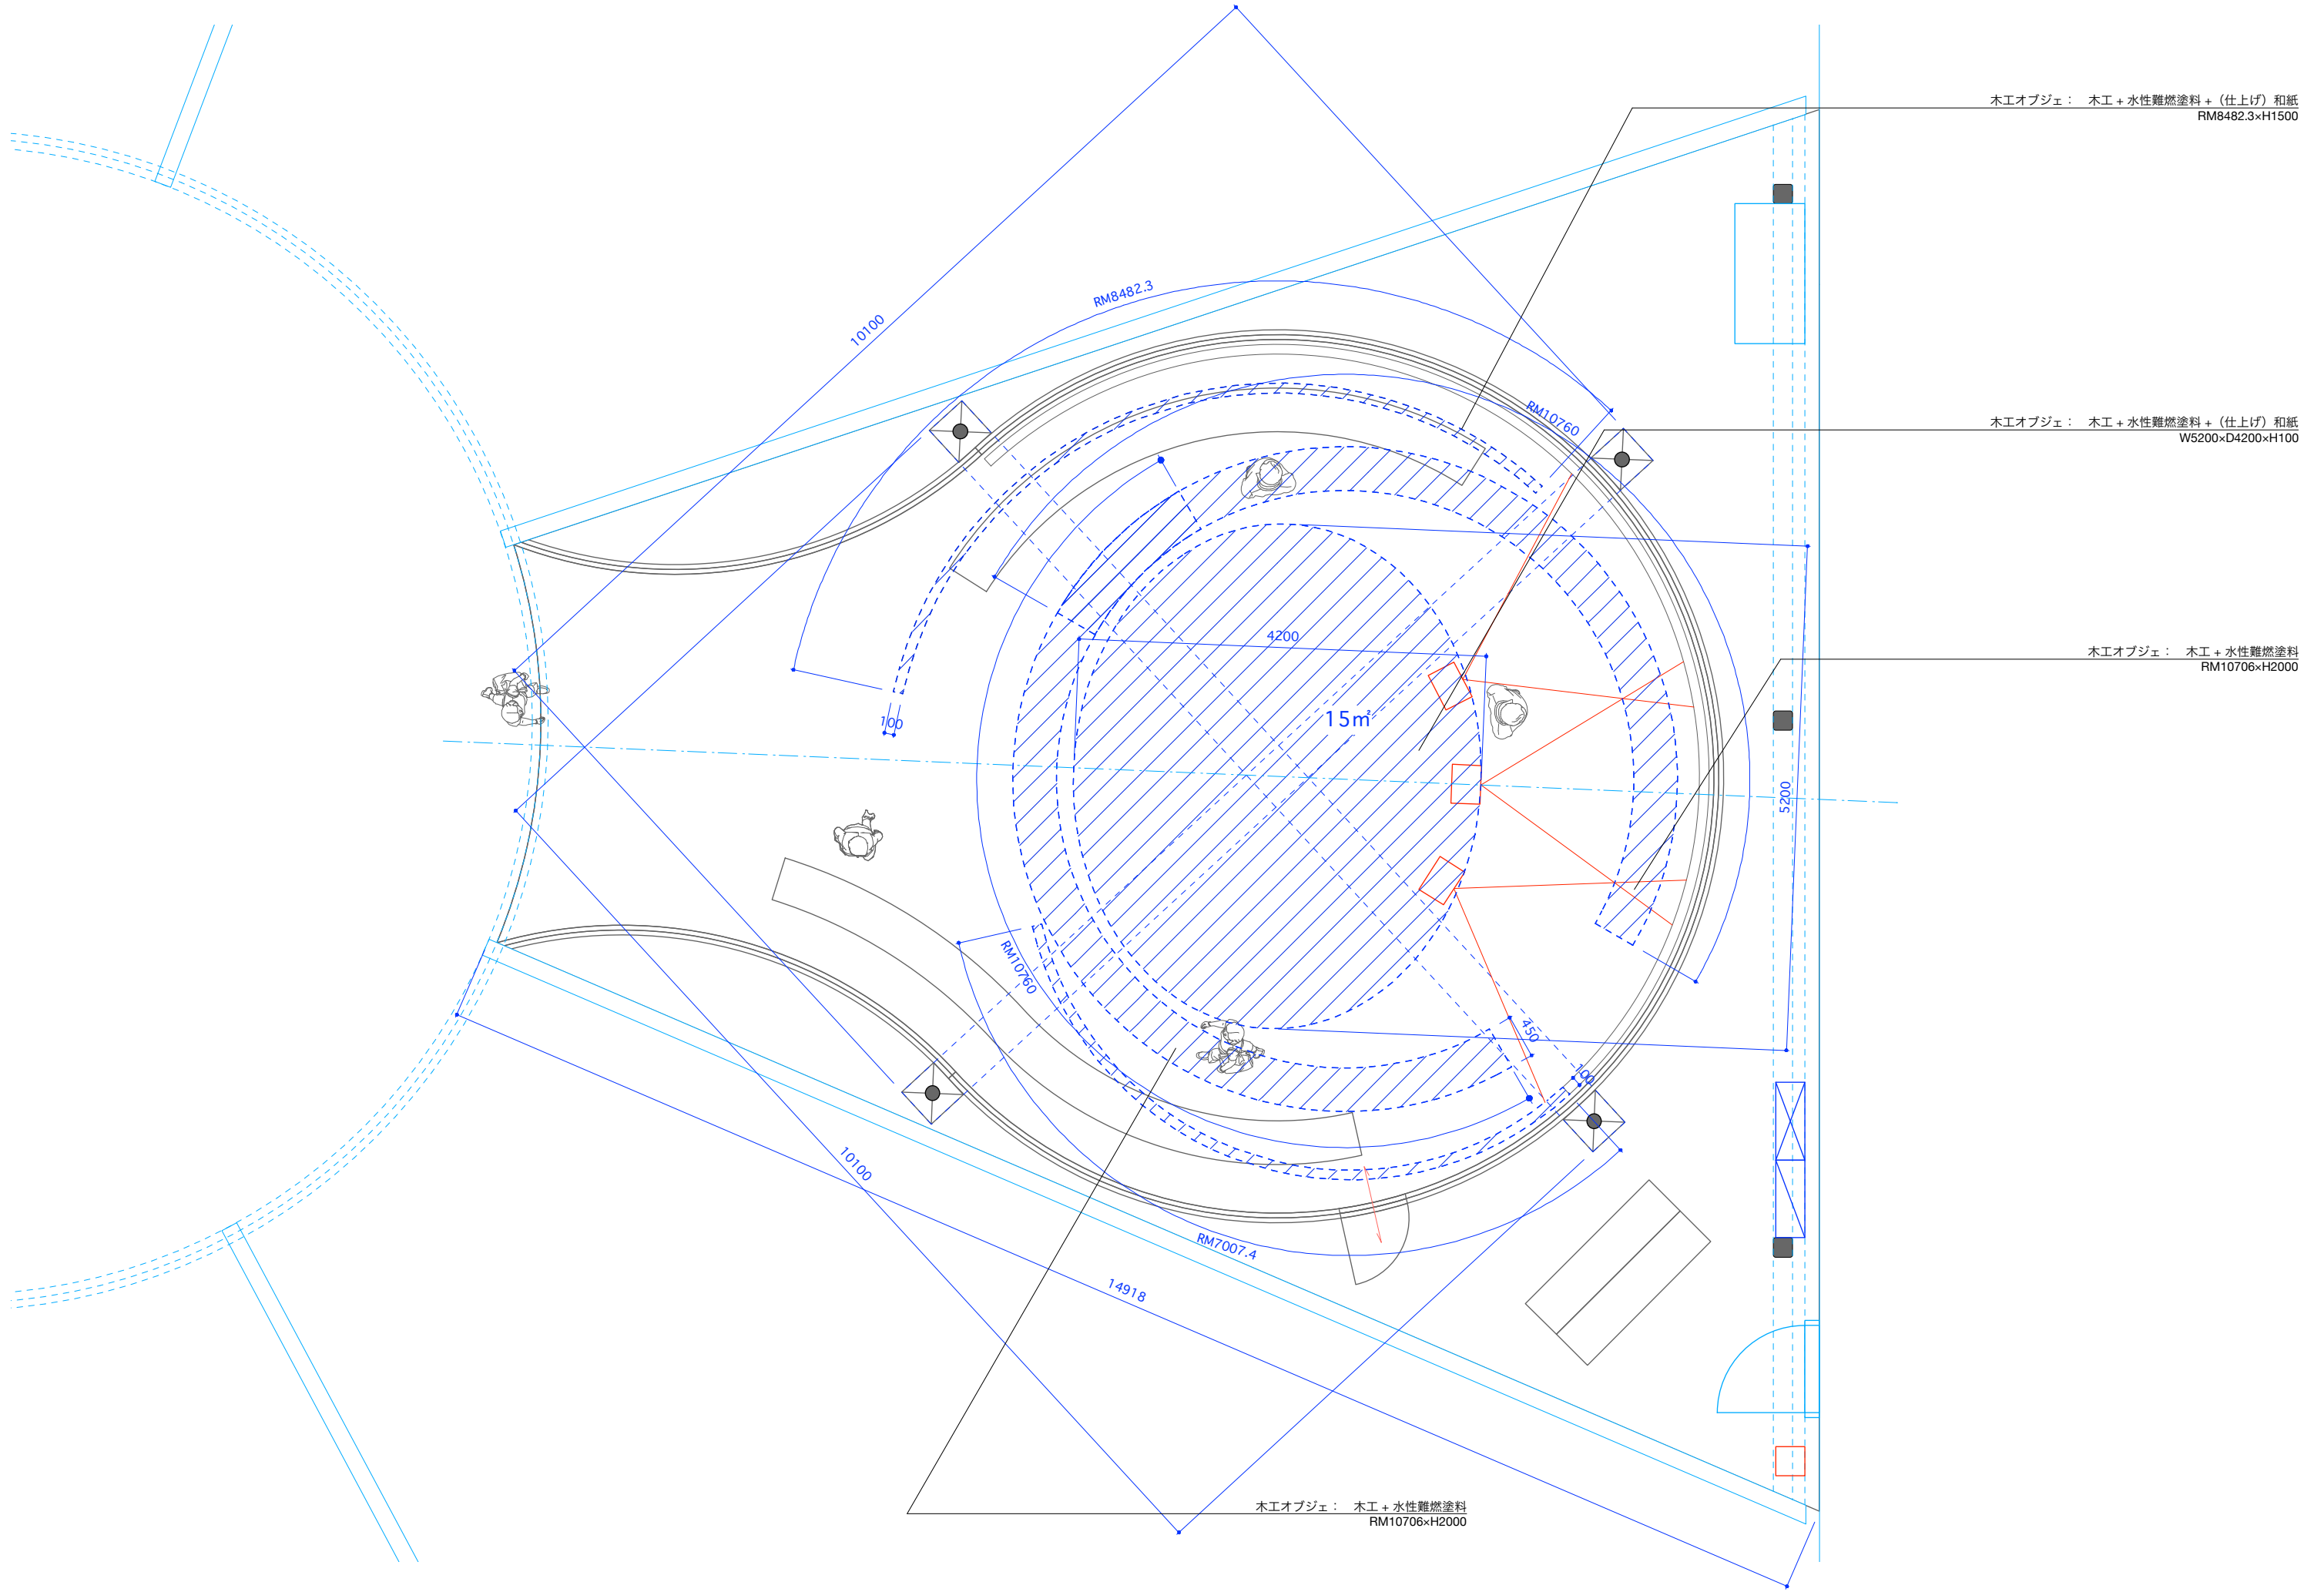 木工オブジェ：　木工 + 水性難燃塗料 +（仕上げ）和紙
RM8482.3×H1500
RM8482.3
10100
RM10760
木工オブジェ：　木工 + 水性難燃塗料 +（仕上げ）和紙
W5200×D4200×H100
4200
木工オブジェ：　木工 + 水性難燃塗料
RM10706×H2000
100
15㎡
5200
RM10760
450
100
10100
RM7007.4
14918
木工オブジェ：　木工 + 水性難燃塗料
RM10706×H2000